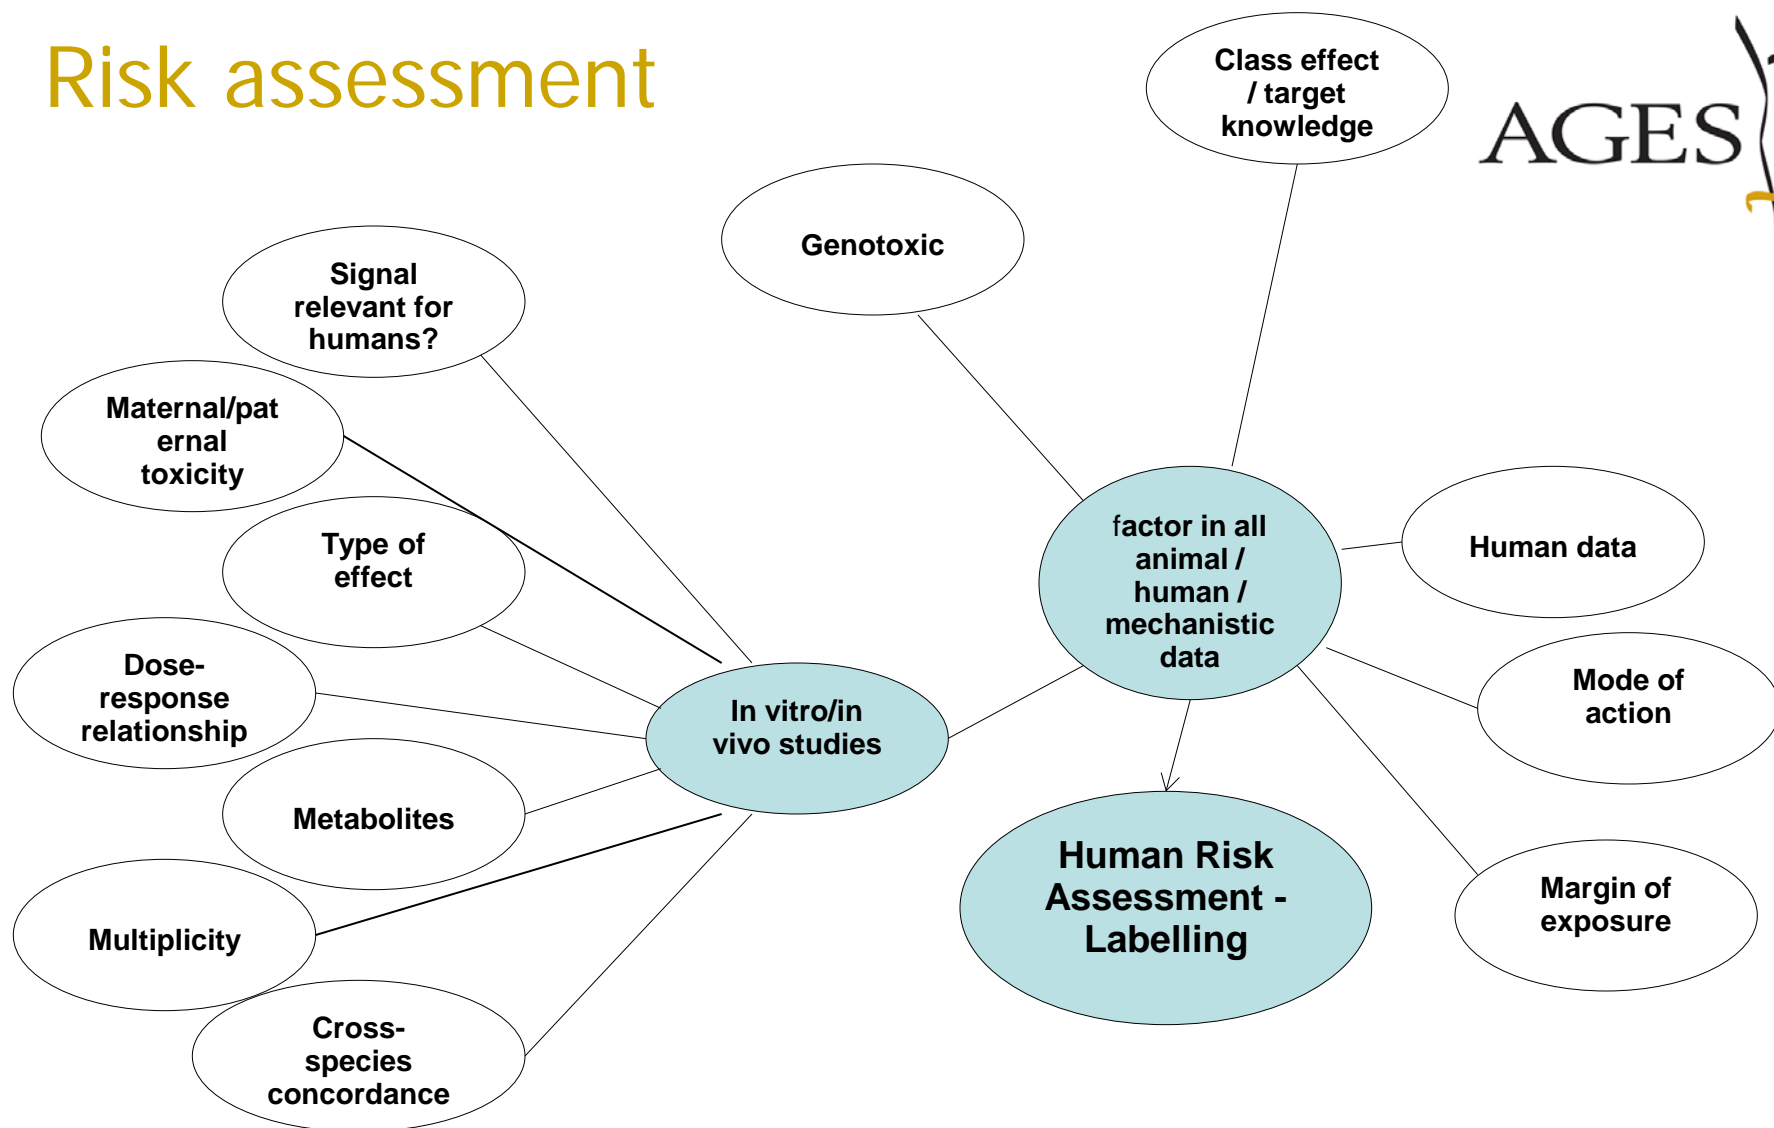 Risk assessment
Class effect
/ target
knowledge
AGES
Genotoxic
Signal
relevant for
humans?
Maternal/pat
ernal
toxicity
Type of
effect
factor in all
animal /
human /
mechanistic
data
Human data
Dose-
response
relationship
In vitro/in
vivo studies
Mode of
action
Metabolites
Human Risk
Assessment -
Labelling
Margin of
exposure
Multiplicity
Cross-
species
concordance